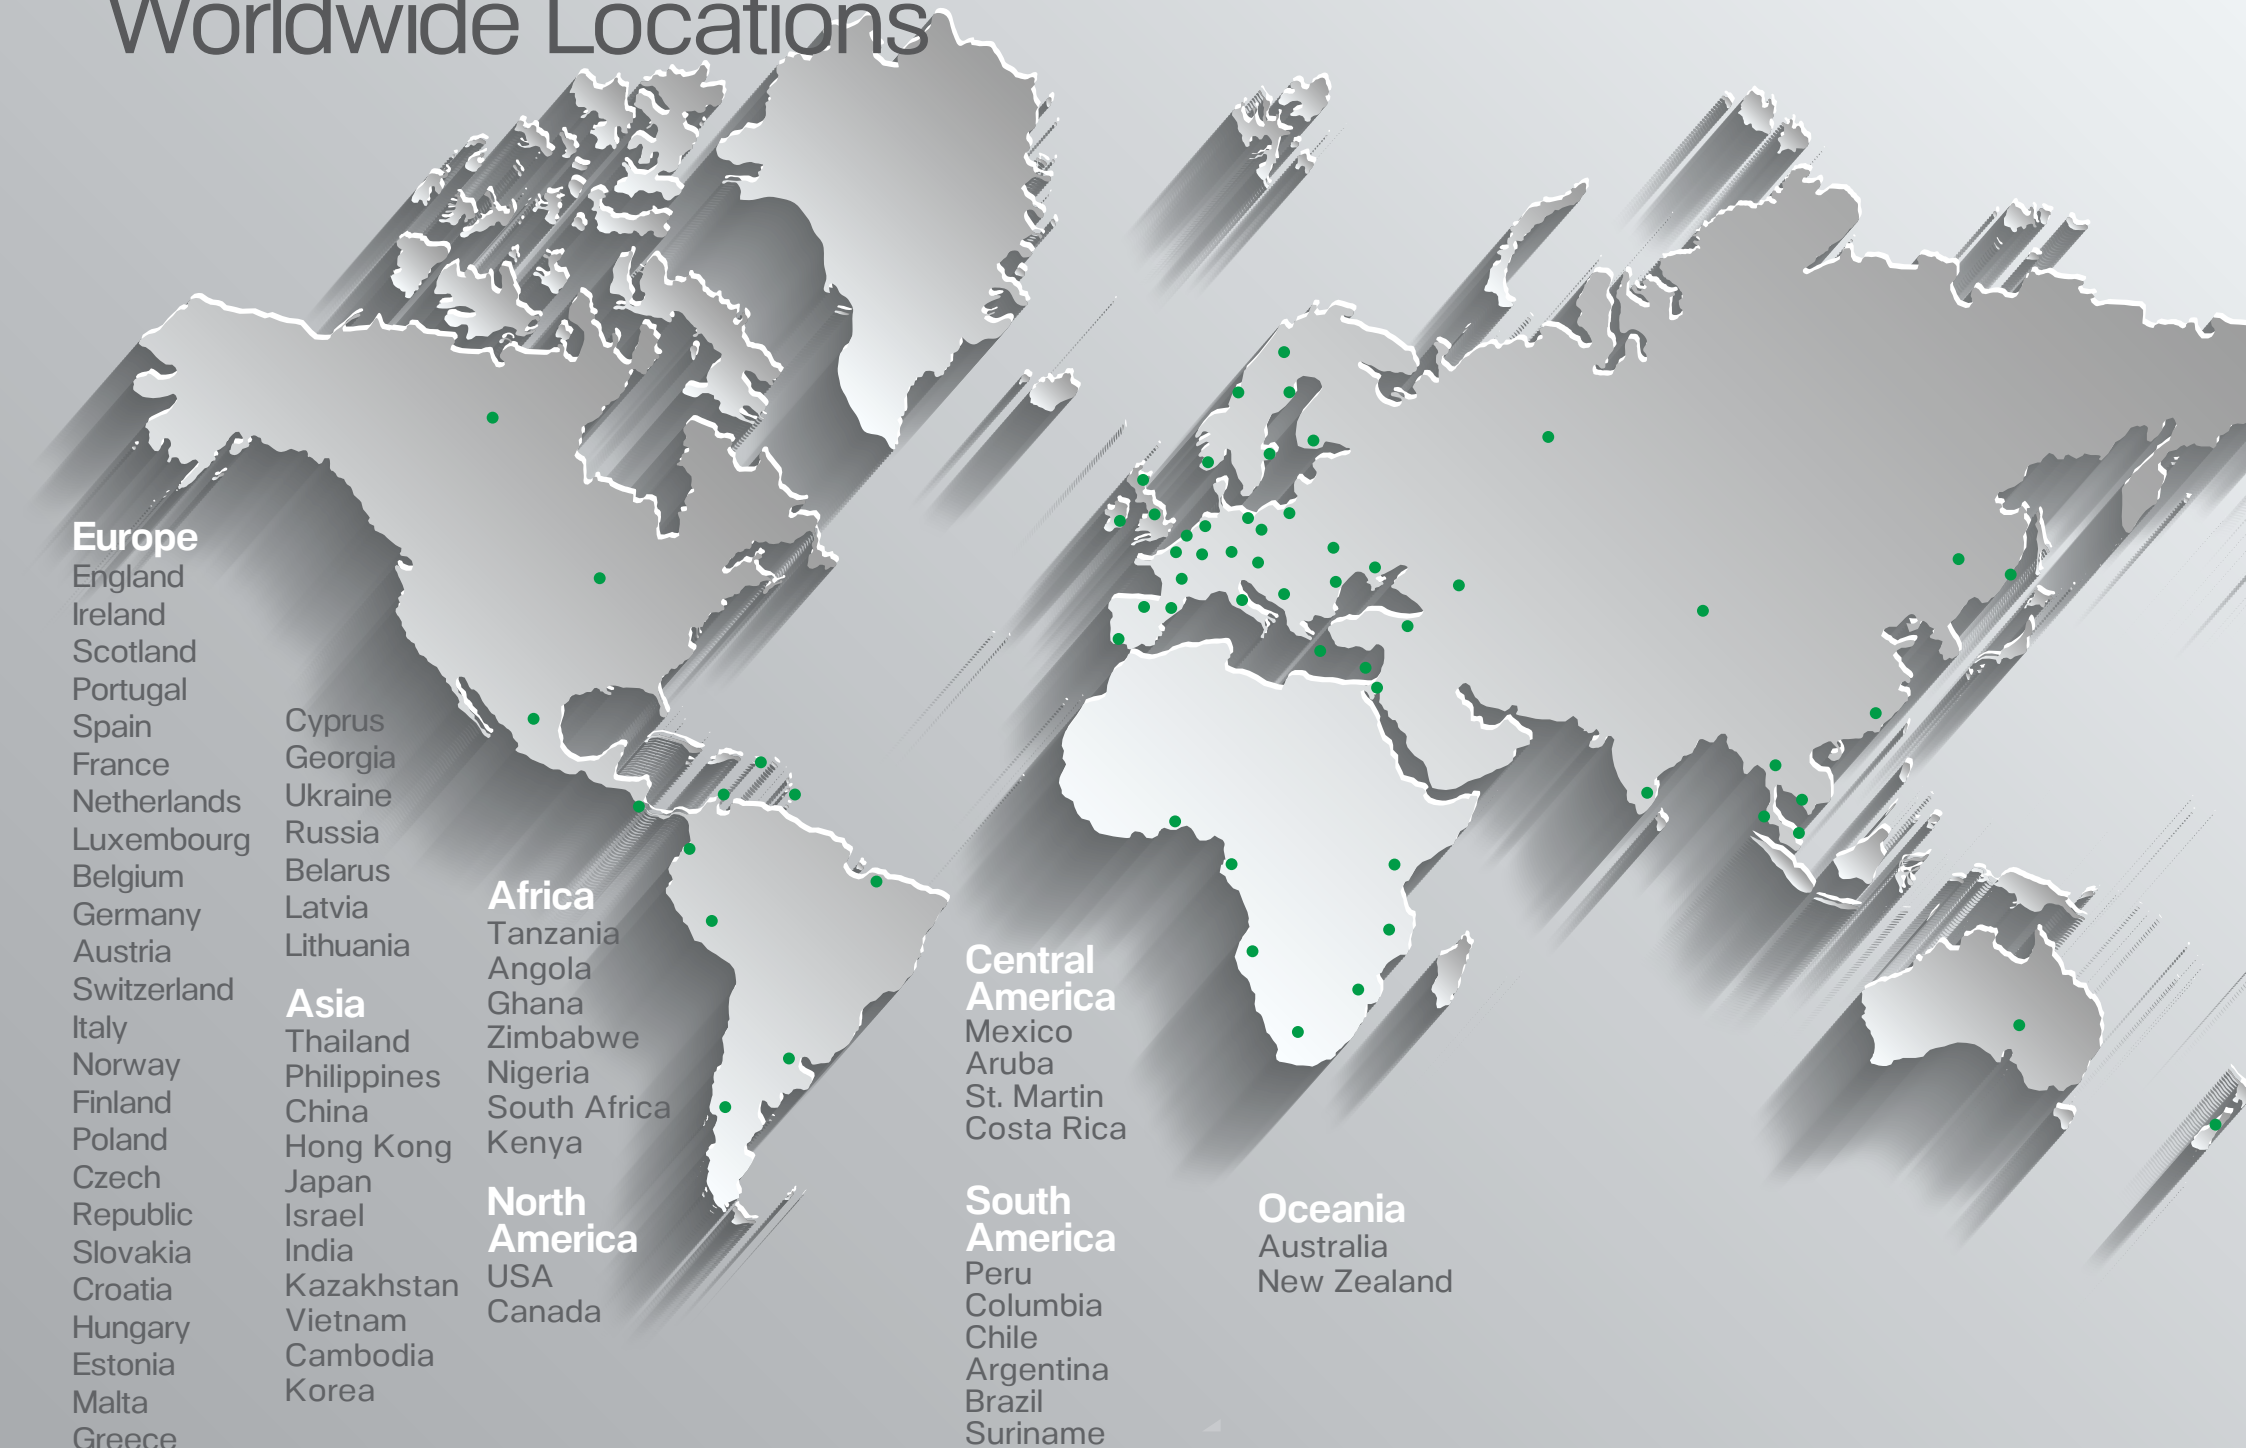 Worldwide Locations
Europe
England
Ireland
Scotland
Portugal
Spain
France
Netherlands
Luxembourg
Belgium
Germany
Austria
Switzerland
Italy
Norway
Finland
Poland
Czech
Republic
Slovakia
Croatia
Hungary
Estonia
Malta
Greece
Cyprus
Georgia
Ukraine
Russia
Belarus
Latvia
Lithuania
Asia
Thailand
Philippines
China
Hong Kong
Japan
Israel
India
Kazakhstan
Vietnam
Cambodia
Korea
Africa
Tanzania
Angola
Ghana
Zimbabwe
Nigeria
South Africa
Kenya
North
America
USA
Canada
Central
America
Mexico
Aruba
St. Martin
Costa Rica
South
America
Peru
Columbia
Chile
Argentina
Brazil
Suriname
Oceania
Australia
New Zealand